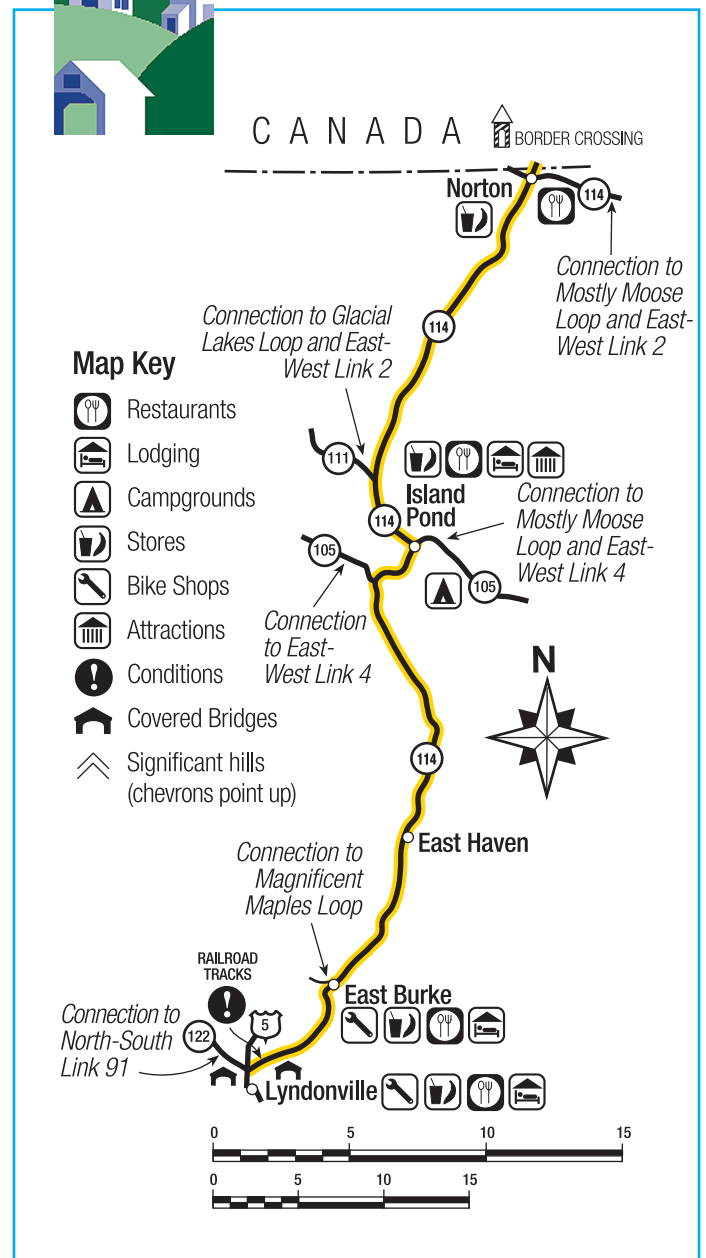 CANADA
BORDER CROSSING
Norton
114
Connection to
Mostly Moose
Loop and East-
West Link 2
114
Connection to Glacial
Lakes Loop and East-
West Link 2
Map Key
Restaurants
Lodging
Campgrounds
Stores
Bike Shops
Attractions
Conditions
Covered Bridges
Significant hills
(chevrons point up)
111
Island
Pond
114
Connection to
Mostly Moose
Loop and East-
West Link 4
105
105
Connection
to East-
West Link 4
N
114
East Haven
Connection to
Magnificent
Maples Loop
RAILROAD
TRACKS
!
East Burke
5
Connection to
North-South
Link 91
122
Lyndonville
0 5 10 15
0 5 10 15